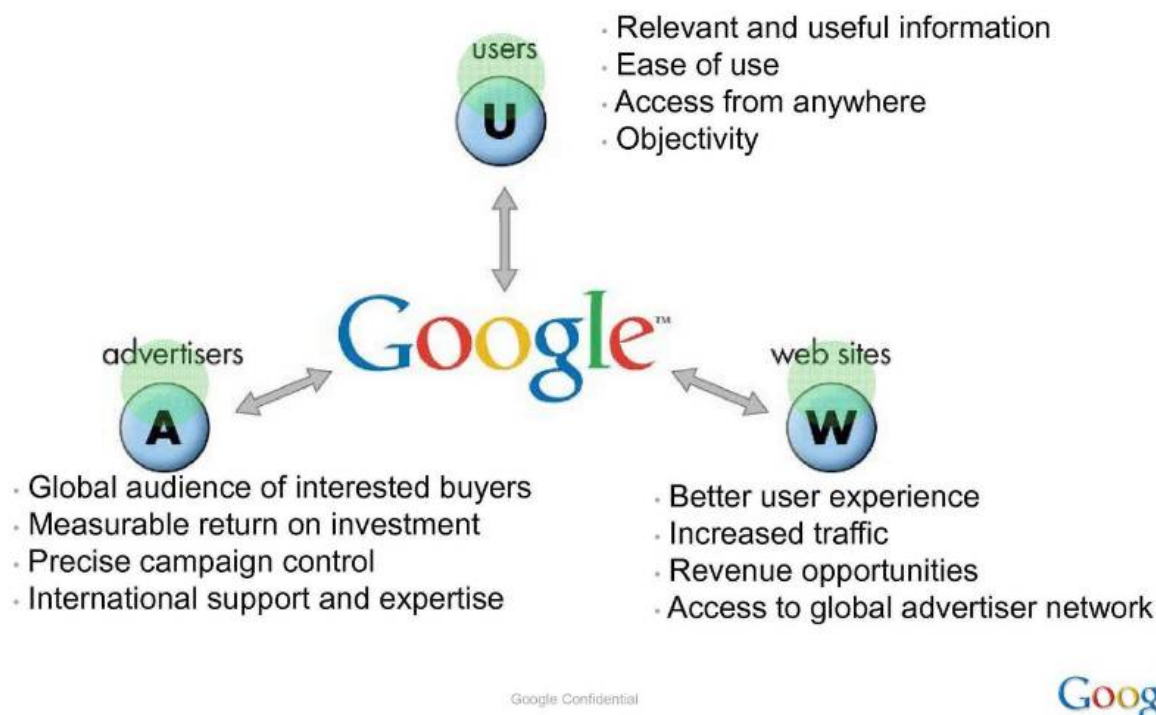 users
U
· Relevant and useful information
· Ease of use
· Access from anywhere
· Objectivity
Google™
advertisers
A
· Global audience of interested buyers
· Measurable return on investment
· Precise campaign control
· International support and expertise
web sites
W
· Better user experience
· Increased traffic
· Revenue opportunities
· Access to global advertiser network
Google Confidential
Goog